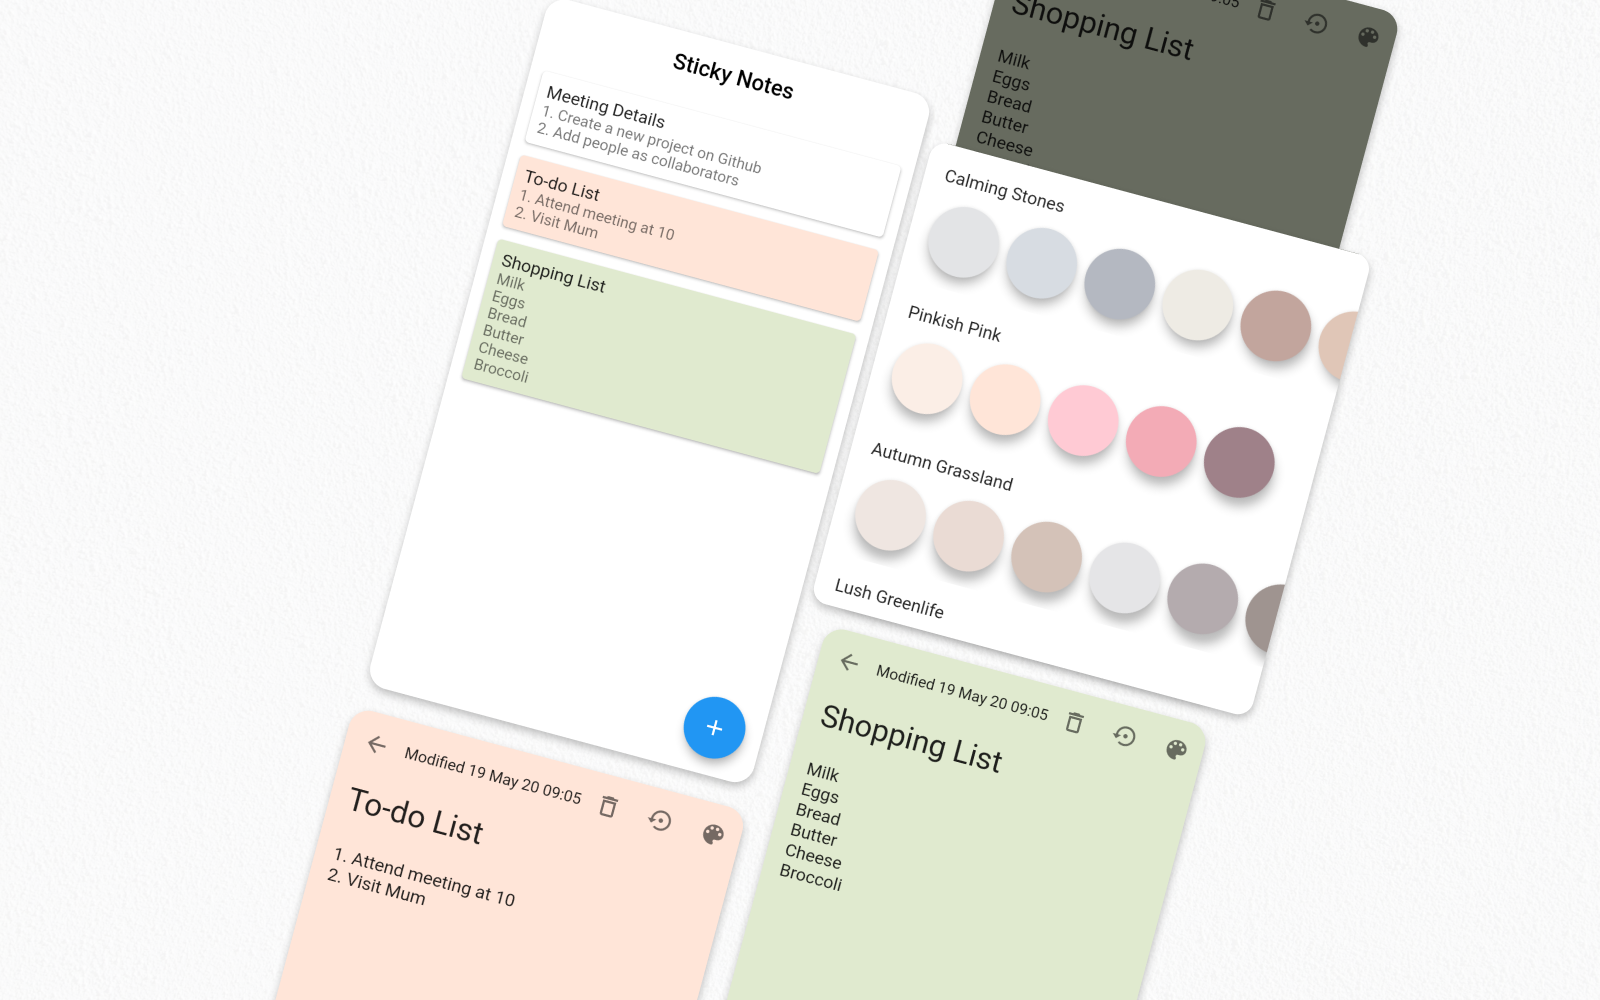 Sticky Notes
Meeting Details
1. Create a new project on Github
2. Add people as collaborators
To-do List
1. Attend meeting at 10
2. Visit Mum
Shopping List
Milk
Eggs
Bread
Butter
Cheese
Broccoli
:05
Shopping List
Milk
Eggs
Bread
Butter
Cheese
Calming Stones
Pinkish Pink
Autumn Grassland
Lush Greenlife
Modified 19 May 20 09:05
To-do List
1. Attend meeting at 10
2. Visit Mum
Modified 19 May 20 09:05
Shopping List
Milk
Eggs
Bread
Butter
Cheese
Broccoli